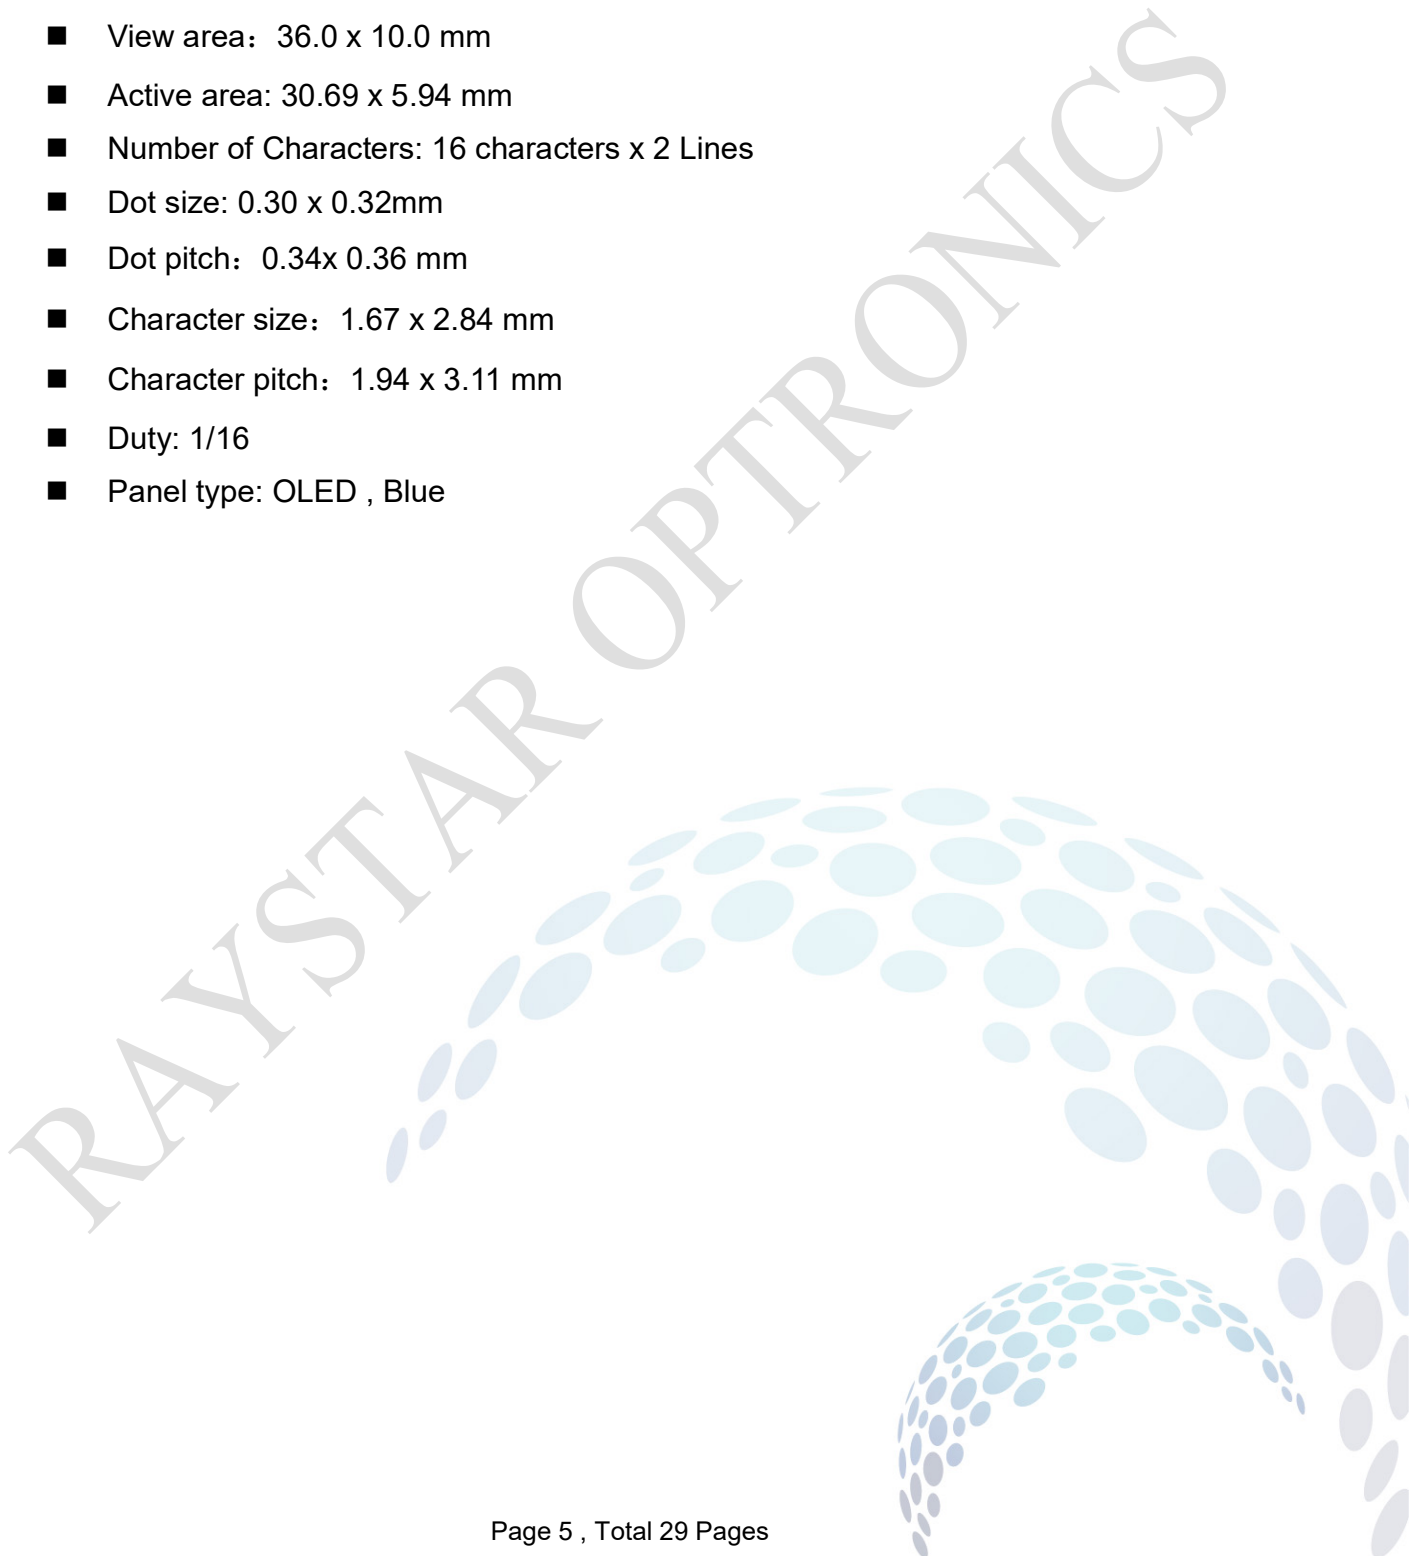 ■ View area：36.0 x 10.0 mm
■ Active area: 30.69 x 5.94 mm
■ Number of Characters: 16 characters x 2 Lines
■ Dot size: 0.30 x 0.32mm
■ Dot pitch：0.34x 0.36 mm
■ Character size：1.67 x 2.84 mm
■ Character pitch：1.94 x 3.11 mm
■ Duty: 1/16
■ Panel type: OLED , Blue
RAYSTAR OPTRONICS
Page 5 , Total 29 Pages